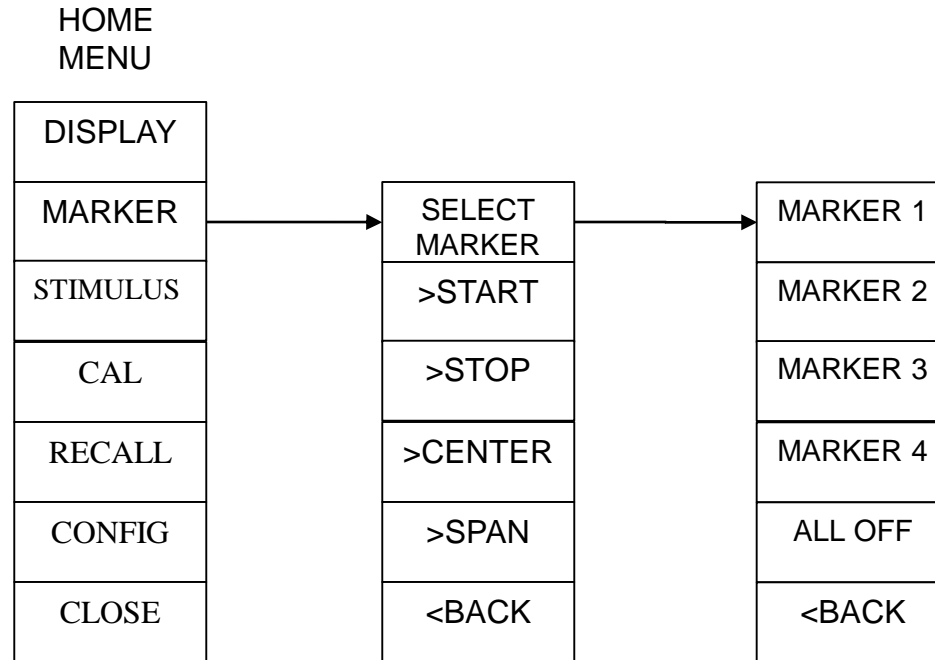 HOME
MENU
DISPLAY
MARKER
STIMULUS
CAL
RECALL
CONFIG
CLOSE
SELECT
MARKER
>START
>STOP
>CENTER
>SPAN
<BACK
MARKER 1
MARKER 2
MARKER 3
MARKER 4
ALL OFF
<BACK